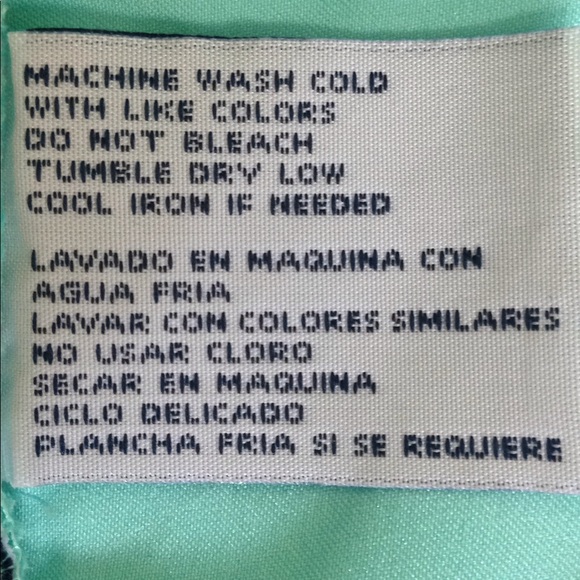 MACHINE WASH COLD
WITH LIKE COLORS
DO NOT BLEACH
TUMBLE DRY LOW
COOL IRON IF NEEDED
LAVADO EN MAQUINA CON
AGUA FRIA
LAVAR CON COLORES SIMILARES
NO USAR CLORO
SECAR EN MAQUINA
CICLO DELICADO
PLANCHA FRIA SI SE REQUIERE